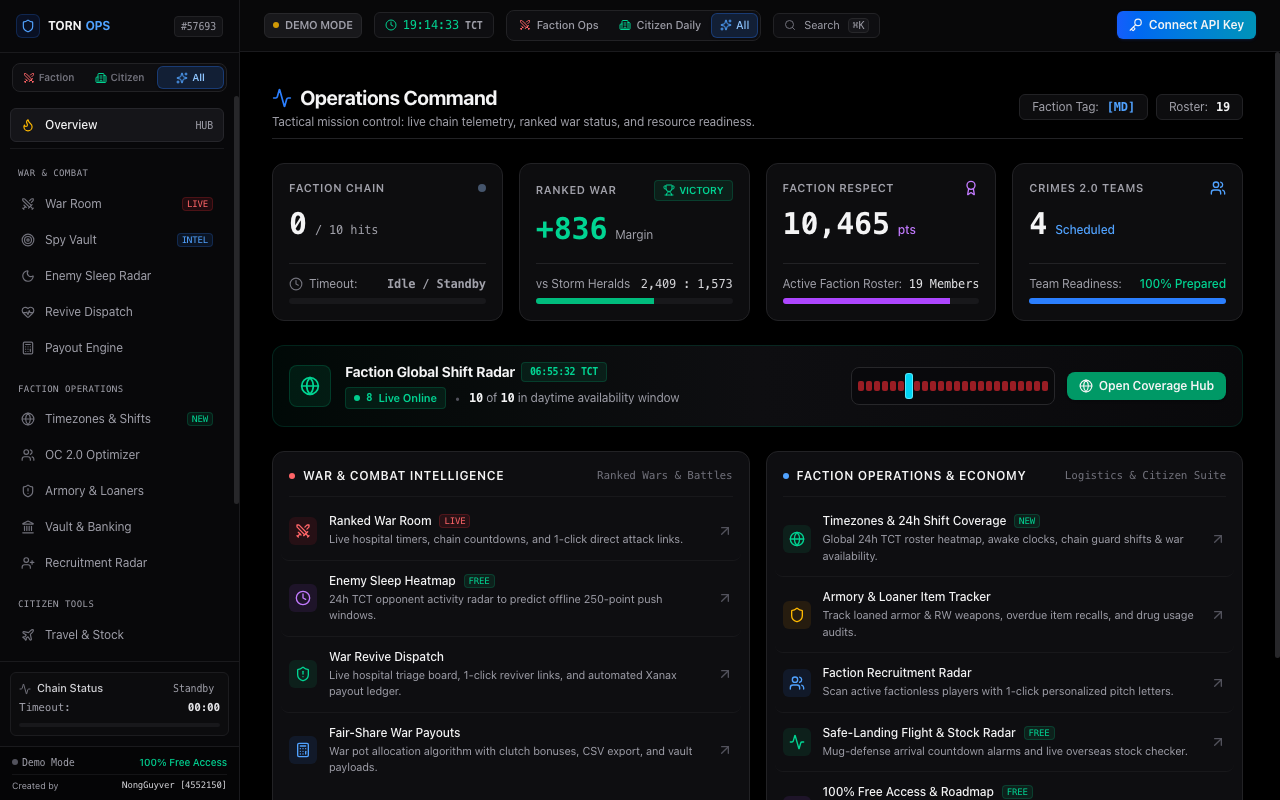 TORN OPS
#57693
DEMO MODE
19:14:33 TCT
Faction Ops
Citizen Daily
All
Search
⌘K
Connect API Key
Faction
Citizen
All
Overview
HUB
WAR & COMBAT
War Room
LIVE
Spy Vault
INTEL
Enemy Sleep Radar
Revive Dispatch
Payout Engine
FACTION OPERATIONS
Timezones & Shifts
NEW
OC 2.0 Optimizer
Armory & Loaners
Vault & Banking
Recruitment Radar
CITIZEN TOOLS
Travel & Stock
Chain Status
Standby
Timeout:
00:00
Demo Mode
100% Free Access
Created by
NongGuyver [4552150]
Operations Command
Tactical mission control: live chain telemetry, ranked war status, and resource readiness.
Faction Tag: [MD]
Roster: 19
FACTION CHAIN
0 / 10 hits
Timeout:
Idle / Standby
RANKED WAR
VICTORY
+836 Margin
vs Storm Heralds
2,409 : 1,573
FACTION RESPECT
10,465 pts
Active Faction Roster:
19 Members
CRIMES 2.0 TEAMS
4 Scheduled
Team Readiness:
100% Prepared
Faction Global Shift Radar
06:55:32 TCT
8 Live Online
• 10 of 10 in daytime availability window
Open Coverage Hub
WAR & COMBAT INTELLIGENCE
Ranked Wars & Battles
Ranked War Room
LIVE
Live hospital timers, chain countdowns, and 1-click direct attack links.
Enemy Sleep Heatmap
FREE
24h TCT opponent activity radar to predict offline 250-point push
windows.
War Revive Dispatch
Live hospital triage board, 1-click reviver links, and automated Xanax
payout ledger.
Fair-Share War Payouts
War pot allocation algorithm with clutch bonuses, CSV export, and vault
payloads.
FACTION OPERATIONS & ECONOMY
Logistics & Citizen Suite
Timezones & 24h Shift Coverage
NEW
Global 24h TCT roster heatmap, awake clocks, chain guard shifts & war
availability.
Armory & Loaner Item Tracker
Track loaned armor & RW weapons, overdue item recalls, and drug usage
audits.
Faction Recruitment Radar
Scan active factionless players with 1-click personalized pitch letters.
Safe-Landing Flight & Stock Radar
FREE
Mug-defense arrival countdown alarms and live overseas stock checker.
100% Free Access & Roadmap
FREE